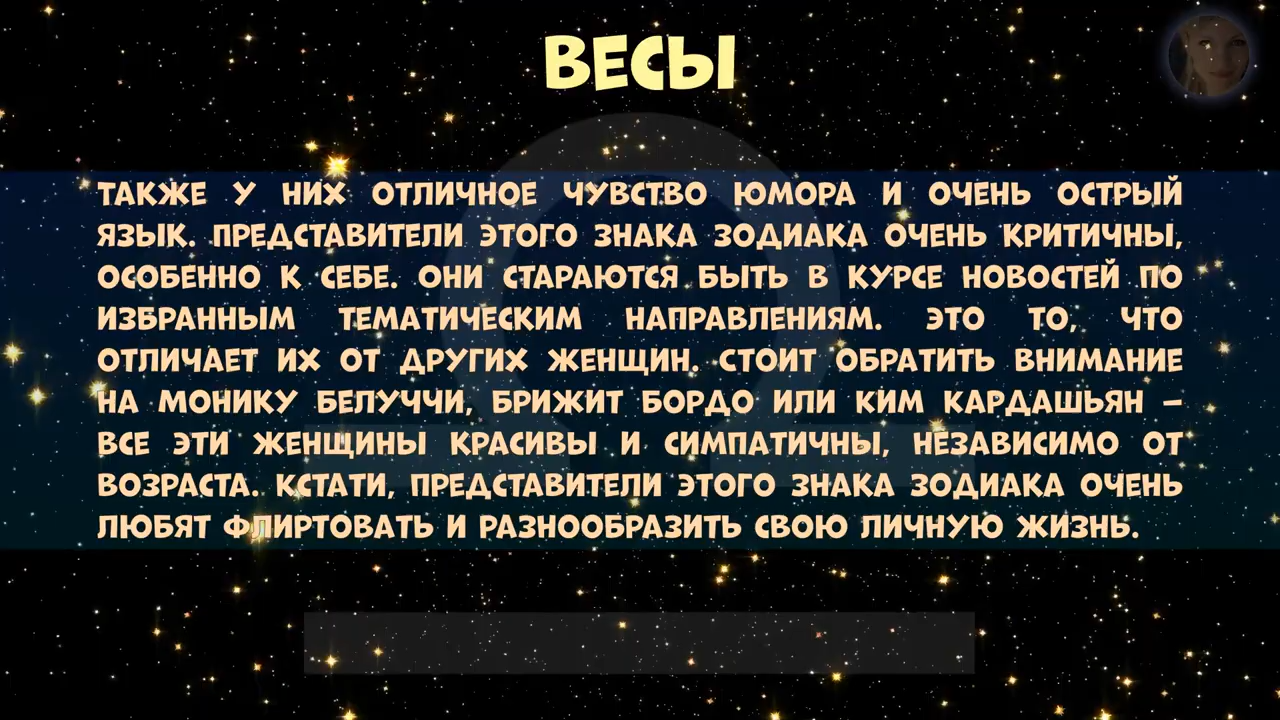 ВЕСЫ
ТАКЖЕ У НИХ ОТЛИЧНОЕ ЧУВСТВО ЮМОРА И ОЧЕНЬ ОСТРЫЙ
ЯЗЫК. ПРЕДСТАВИТЕЛИ ЭТОГО ЗНАКА ЗОДИАКА ОЧЕНЬ КРИТИЧНЫ,
ОСОБЕННО К СЕБЕ. ОНИ СТАРАЮТСЯ БЫТЬ В КУРСЕ НОВОСТЕЙ ПО
ИЗБРАННЫМ ТЕМАТИЧЕСКИМ НАПРАВЛЕНИЯМ. ЭТО ТО, ЧТО
ОТЛИЧАЕТ ИХ ОТ ДРУГИХ ЖЕНЩИН. СТОИТ ОБРАТИТЬ ВНИМАНИЕ
НА МОНИКУ БЕЛУЧЧИ, БРИЖИТ БОРДО ИЛИ КИМ КАРДАШЬЯН –
ВСЕ ЭТИ ЖЕНЩИНЫ КРАСИВЫ И СИМПАТИЧНЫ, НЕЗАВИСИМО ОТ
ВОЗРАСТА. КСТАТИ, ПРЕДСТАВИТЕЛИ ЭТОГО ЗНАКА ЗОДИАКА ОЧЕНЬ
ЛЮБЯТ ФЛИРТОВАТЬ И РАЗНООБРАЗИТЬ СВОЮ ЛИЧНУЮ ЖИЗНЬ.